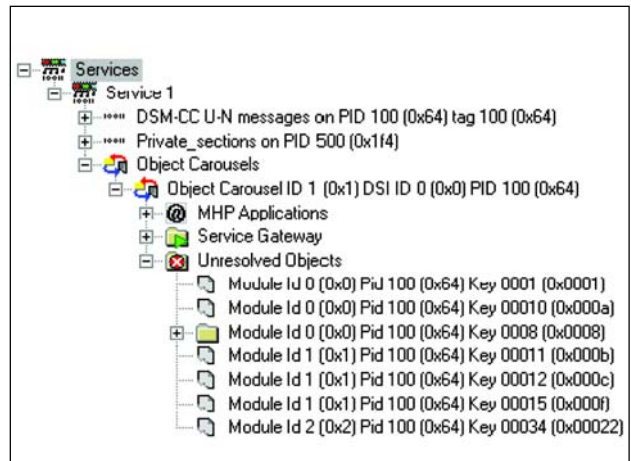 Services
Service 1
DSM-CC U-N messages on PID 100 (0x64) tag 100 (0x64)
Private_sections on PID 500 (0x1f4)
Object Carousels
Object Carousel ID 1 (0x1) DSI ID 0 (0x0) PID 100 (0x64)
MHP Applications
Service Gateway
Unresolved Objects
Module Id 0 (0x0) Pid 100 (0x64) Key 0001 (0x0001)
Module Id 0 (0x0) Pid 100 (0x64) Key 00010 (0x000a)
Module Id 0 (0x0) Pid 100 (0x64) Key 0008 (0x0008)
Module Id 1 (0x1) Pid 100 (0x64) Key 00011 (0x000b)
Module Id 1 (0x1) Pid 100 (0x64) Key 00012 (0x000c)
Module Id 1 (0x1) Pid 100 (0x64) Key 00015 (0x000f)
Module Id 2 (0x2) Pid 100 (0x64) Key 00034 (0x00022)